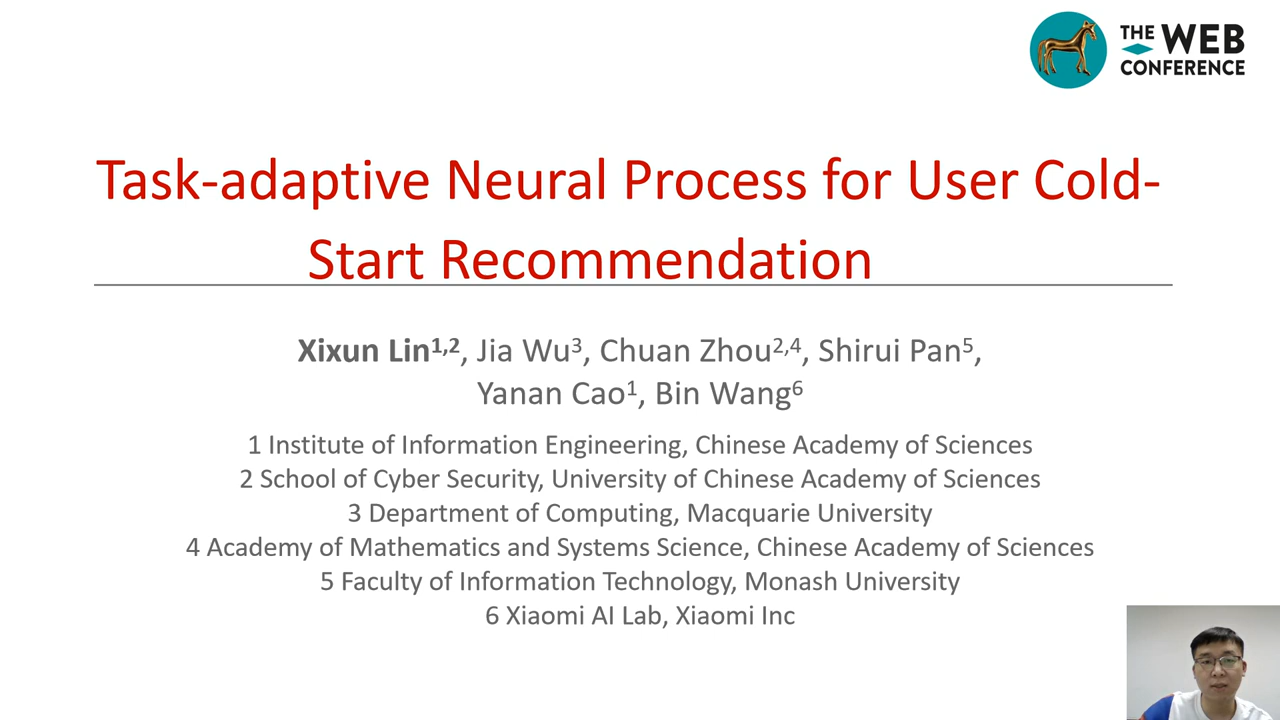 THE WEB
CONFERENCE
Task-adaptive Neural Process for User Cold-
Start Recommendation
Xixun Lin1,2, Jia Wu3, Chuan Zhou2,4, Shirui Pan5,
Yanan Cao1, Bin Wang6
1 Institute of Information Engineering, Chinese Academy of Sciences
2 School of Cyber Security, University of Chinese Academy of Sciences
3 Department of Computing, Macquarie University
4 Academy of Mathematics and Systems Science, Chinese Academy of Sciences
5 Faculty of Information Technology, Monash University
6 Xiaomi AI Lab, Xiaomi Inc